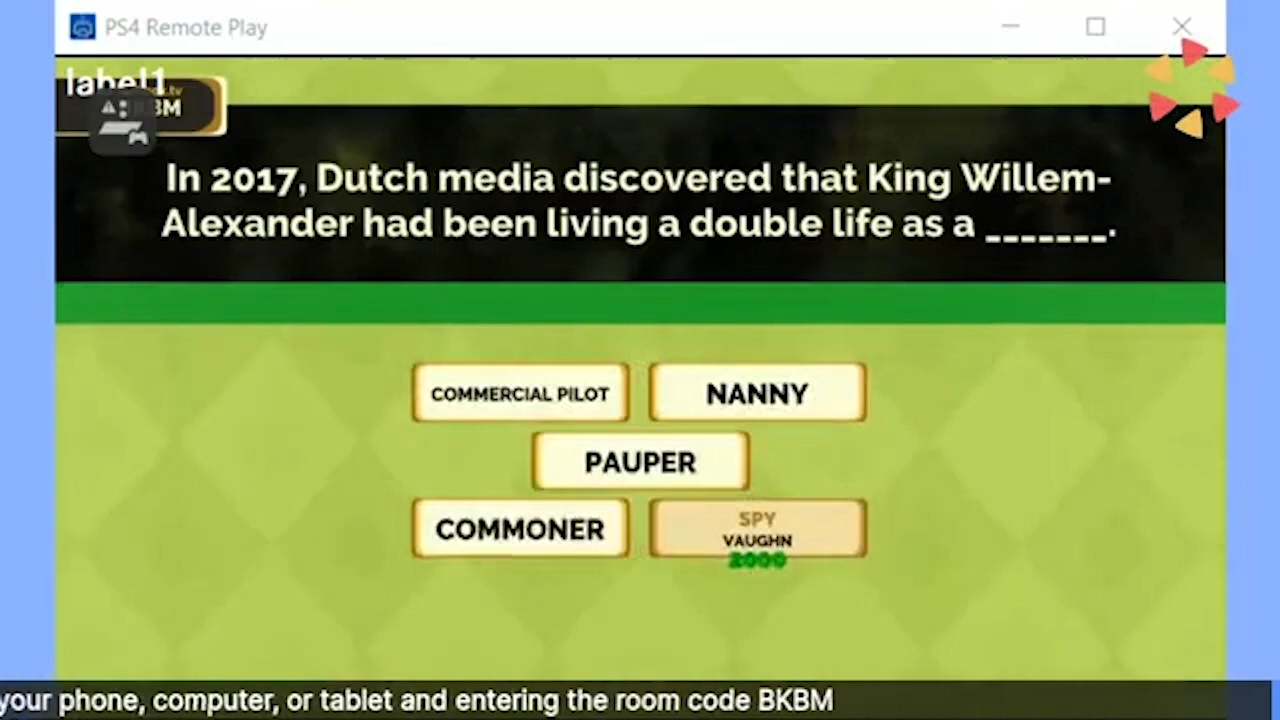 PS4 Remote Play
label1
In 2017, Dutch media discovered that King Willem-
Alexander had been living a double life as a _______.
COMMERCIAL PILOT
NANNY
PAUPER
COMMONER
SPY
VAUGHN
2000
your phone, computer, or tablet and entering the room code BKBM